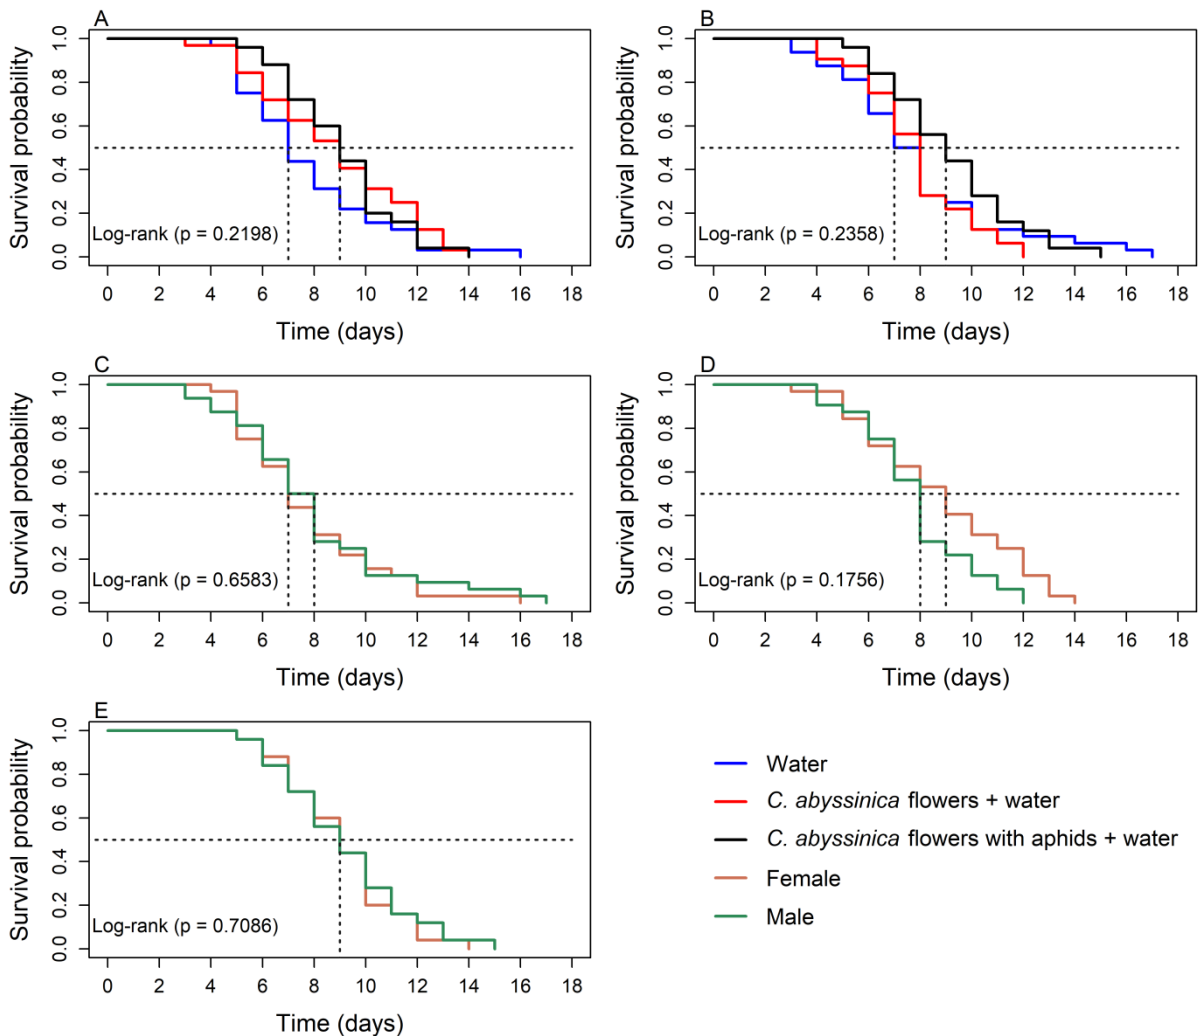 A
Survival probability
1.0
0.8
0.6
0.4
0.2
0.0
Log-rank (p = 0.2198)
0 2 4 6 8 10 12 14 16 18
Time (days)
B
Survival probability
1.0
0.8
0.6
0.4
0.2
0.0
Log-rank (p = 0.2358)
0 2 4 6 8 10 12 14 16 18
Time (days)
C
Survival probability
1.0
0.8
0.6
0.4
0.2
0.0
Log-rank (p = 0.6583)
0 2 4 6 8 10 12 14 16 18
Time (days)
D
Survival probability
1.0
0.8
0.6
0.4
0.2
0.0
Log-rank (p = 0.1756)
0 2 4 6 8 10 12 14 16 18
Time (days)
E
Survival probability
1.0
0.8
0.6
0.4
0.2
0.0
Log-rank (p = 0.7086)
0 2 4 6 8 10 12 14 16 18
Time (days)
Water
C. abyssinica flowers + water
C. abyssinica flowers with aphids + water
Female
Male